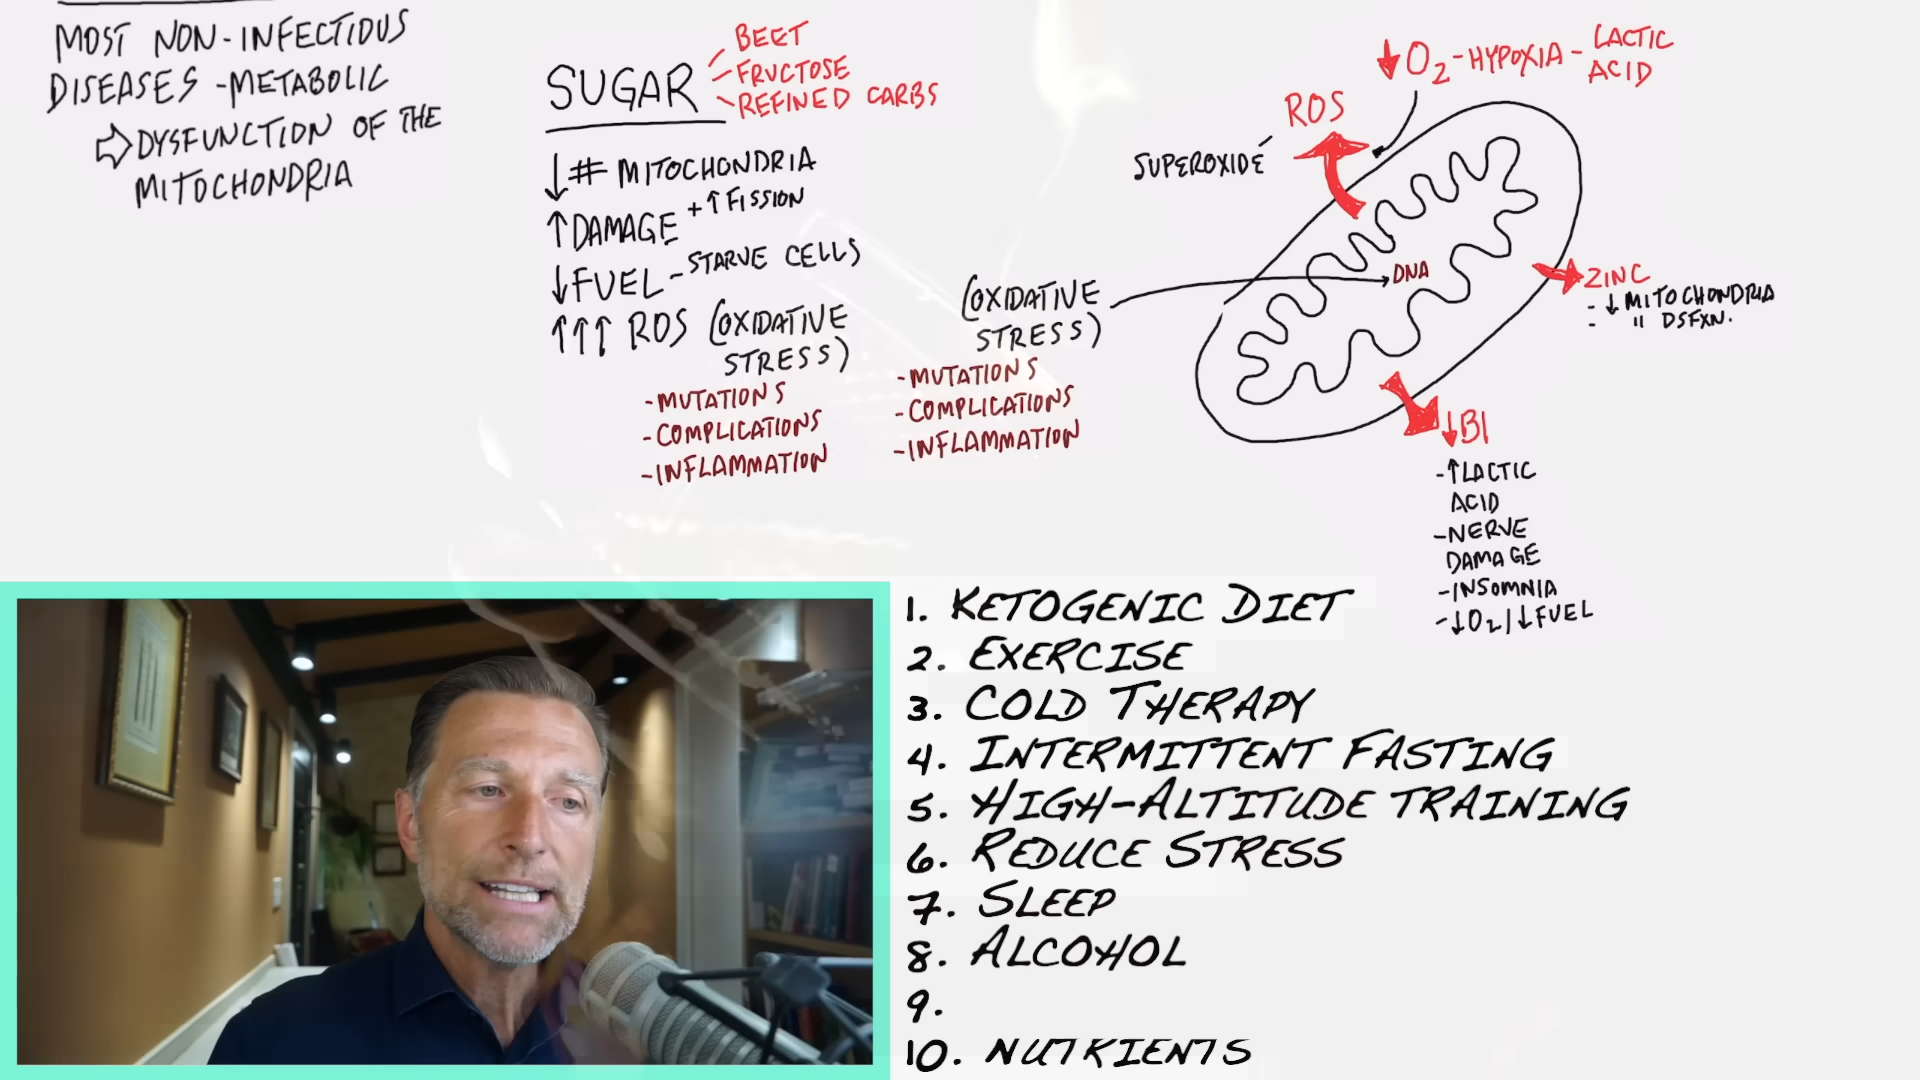 MOST NON-INFECTIOUS
DISEASES - METABOLIC
⇨ DYSFUNCTION OF THE
MITOCHONDRIA
SUGAR
- BEET
- FRUCTOSE
- REFINED CARBS
↓ # MITOCHONDRIA
+ ↑ FISSION
↑ DAMAGE
↓ FUEL - STARVE CELLS
↑↑↑ ROS (OXIDATIVE
STRESS)
- MUTATIONS
- COMPLICATIONS
- INFLAMMATION
(OXIDATIVE
STRESS)
- MUTATIONS
- COMPLICATIONS
- INFLAMMATION
↓ O2 - HYPOXIA - LACTIC
ACID
ROS
SUPEROXIDE
DNA
ZINC
- ↓ MITOCHONDRIA
- " DSFXN.
↓ B1
- ↑ LACTIC
ACID
- NERVE
DAMAGE
- INSOMNIA
- ↓ O2 / ↓ FUEL
1. KETOGENIC DIET
2. EXERCISE
3. COLD THERAPY
4. INTERMITTENT FASTING
5. HIGH-ALTITUDE TRAINING
6. REDUCE STRESS
7. SLEEP
8. ALCOHOL
9.
10. NUTRIENTS